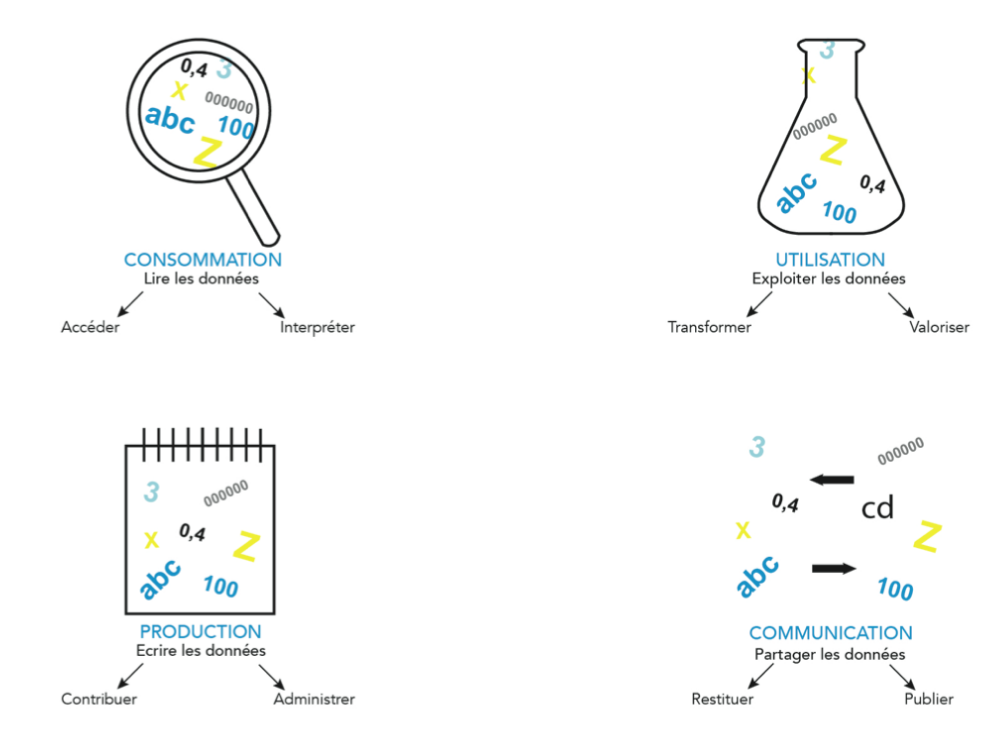 0,4 3
x 000000
abc 100
Z
CONSOMMATION
Lire les données
Accéder Interpréter
3
x
000000
Z
abc 0,4
100
UTILISATION
Exploiter les données
Transformer Valoriser
3 000000
x 0,4 Z
abc 100
PRODUCTION
Ecrire les données
Contribuer Administrer
3 000000
0,4 cd
x Z
abc 100
COMMUNICATION
Partager les données
Restituer Publier